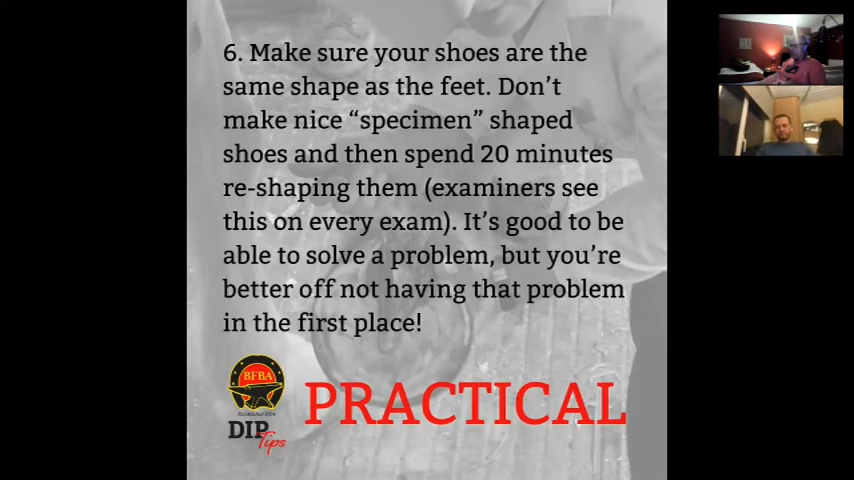 6. Make sure your shoes are the
same shape as the feet. Don't
make nice “specimen” shaped
shoes and then spend 20 minutes
re-shaping them (examiners see
this on every exam). It's good to be
able to solve a problem, but you're
better off not having that problem
in the first place!
BFBA
DIP
Tips
PRACTICAL